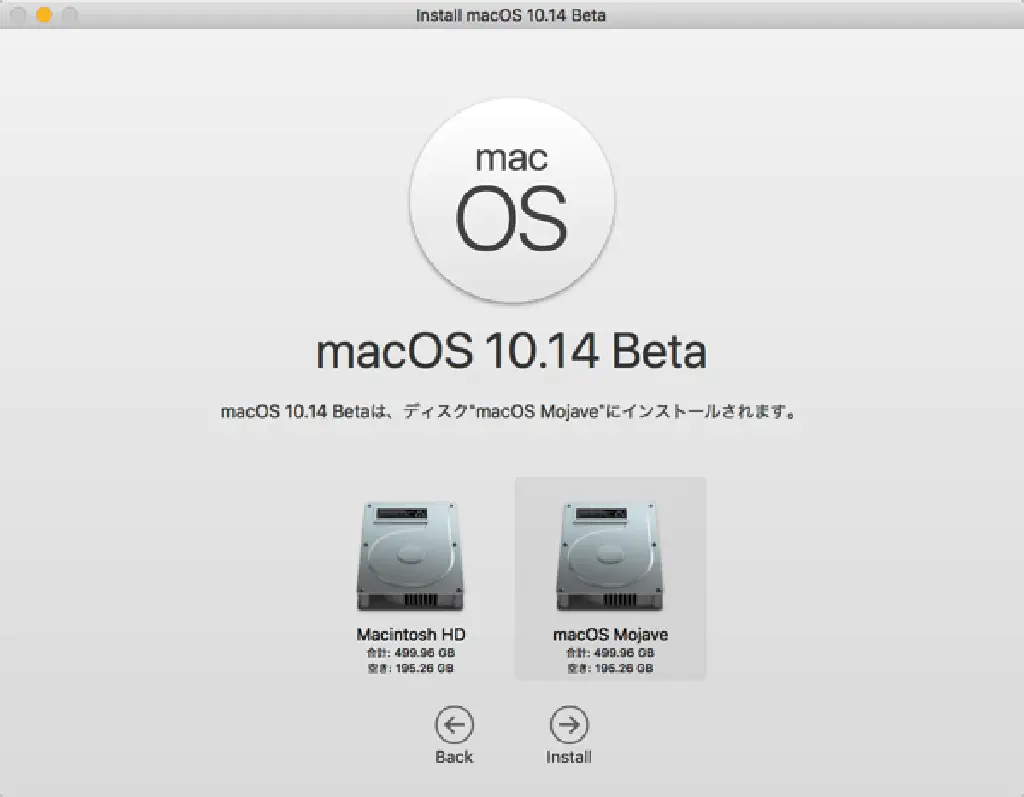 Install macOS 10.14 Beta
mac
OS
macOS 10.14 Beta
macOS 10.14 Betaは、ディスク"macOS Mojave"にインストールされます。
Macintosh HD
合計: 499.96 GB
空き: 195.26 GB
macOS Mojave
合計: 499.96 GB
空き: 195.26 GB
Back
Install